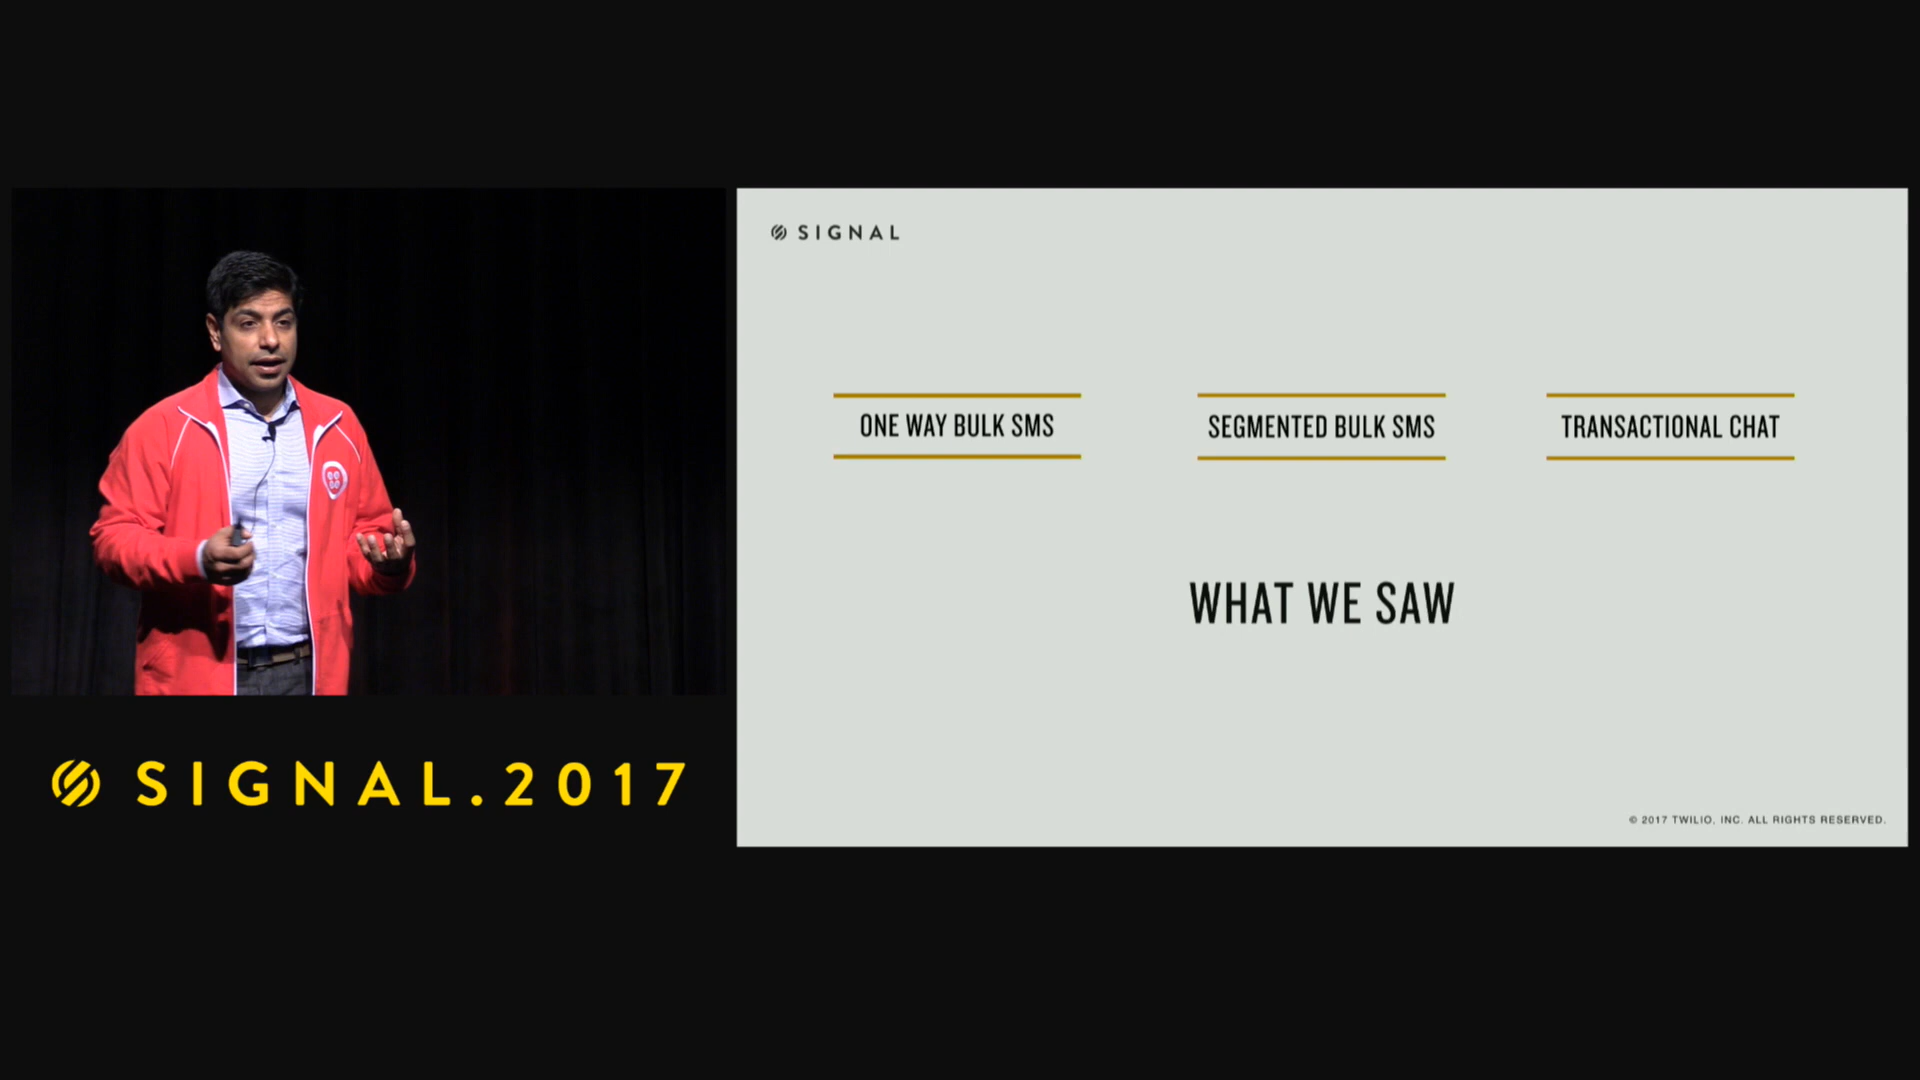 SIGNAL
ONE WAY BULK SMS
SEGMENTED BULK SMS
TRANSACTIONAL CHAT
WHAT WE SAW
© 2017 TWILIO, INC. ALL RIGHTS RESERVED.
SIGNAL.2017